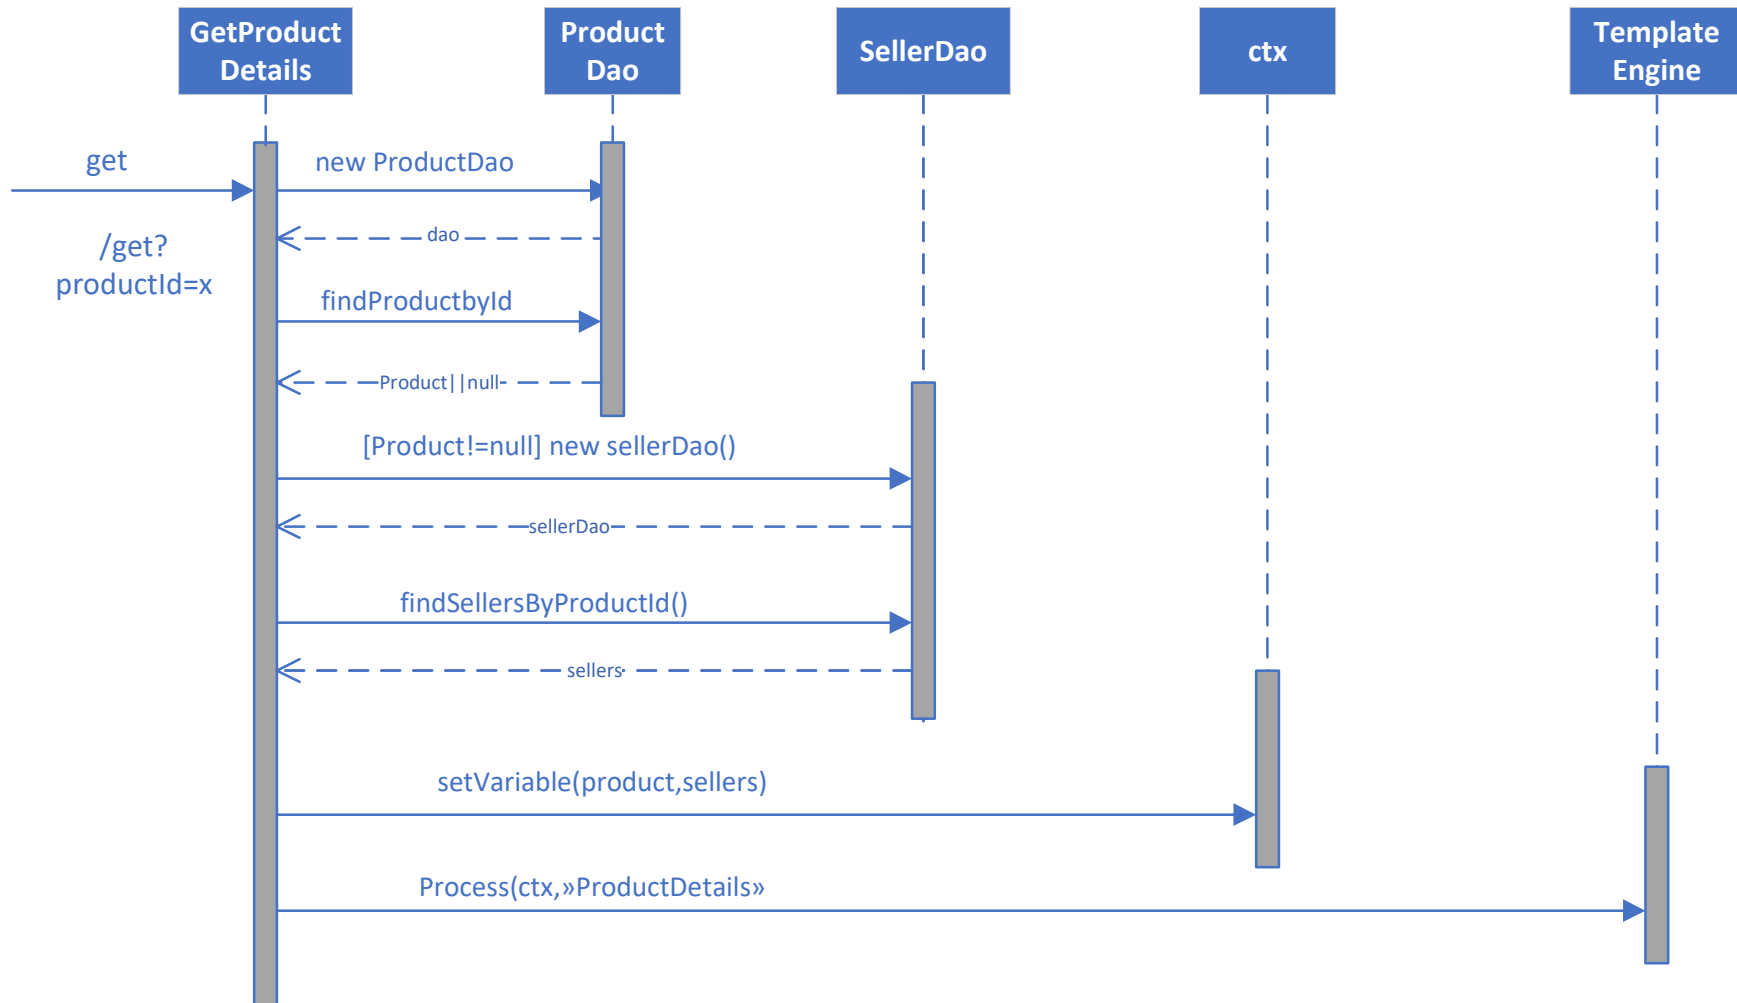 GetProduct
Details
Product
Dao
SellerDao
ctx
Template
Engine
get
new ProductDao
/get?
productId=x
dao
findProductbyId
Product||null
[Product!=null] new sellerDao()
sellerDao
findSellersByProductId()
sellers
setVariable(product,sellers)
Process(ctx,»ProductDetails»